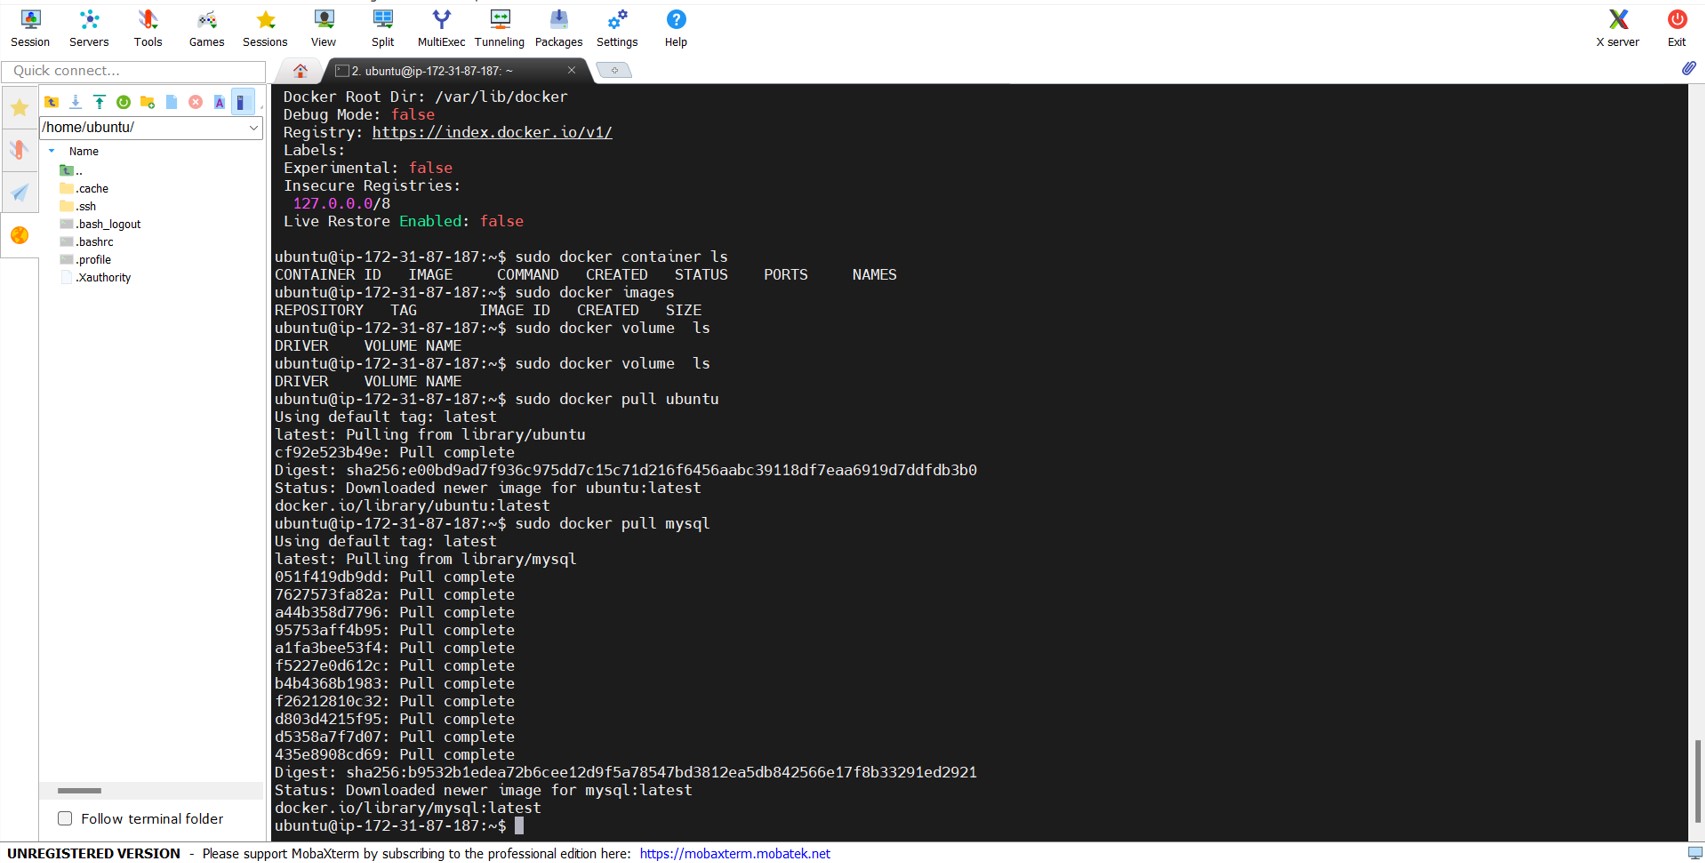 Session Servers Tools Games Sessions View Split MultiExec Tunneling Packages Settings Help X server Exit
Quick connect...
2. ubuntu@ip-172-31-87-187: ~
/home/ubuntu/
Name
..
.cache
.ssh
.bash_logout
.bashrc
.profile
.Xauthority
Follow terminal folder
Docker Root Dir: /var/lib/docker
Debug Mode: false
Registry: https://index.docker.io/v1/
Labels:
Experimental: false
Insecure Registries:
127.0.0.0/8
Live Restore Enabled: false
ubuntu@ip-172-31-87-187:~$ sudo docker container ls
CONTAINER ID   IMAGE     COMMAND   CREATED   STATUS    PORTS     NAMES
ubuntu@ip-172-31-87-187:~$ sudo docker images
REPOSITORY   TAG       IMAGE ID   CREATED   SIZE
ubuntu@ip-172-31-87-187:~$ sudo docker volume  ls
DRIVER    VOLUME NAME
ubuntu@ip-172-31-87-187:~$ sudo docker volume  ls
DRIVER    VOLUME NAME
ubuntu@ip-172-31-87-187:~$ sudo docker pull ubuntu
Using default tag: latest
latest: Pulling from library/ubuntu
cf92e523b49e: Pull complete
Digest: sha256:e00bd9ad7f936c975dd7c15c71d216f6456aabc39118df7eaa6919d7ddfdb3b0
Status: Downloaded newer image for ubuntu:latest
docker.io/library/ubuntu:latest
ubuntu@ip-172-31-87-187:~$ sudo docker pull mysql
Using default tag: latest
latest: Pulling from library/mysql
051f419db9dd: Pull complete
7627573fa82a: Pull complete
a44b358d7796: Pull complete
95753aff4b95: Pull complete
a1fa3bee53f4: Pull complete
f5227e0d612c: Pull complete
b4b4368b1983: Pull complete
f26212810c32: Pull complete
d803d4215f95: Pull complete
d5358a7f7d07: Pull complete
435e8908cd69: Pull complete
Digest: sha256:b9532b1edea72b6cee12d9f5a78547bd3812ea5db842566e17f8b33291ed2921
Status: Downloaded newer image for mysql:latest
docker.io/library/mysql:latest
ubuntu@ip-172-31-87-187:~$
UNREGISTERED VERSION - Please support MobaXterm by subscribing to the professional edition here: https://mobaxterm.mobatek.net